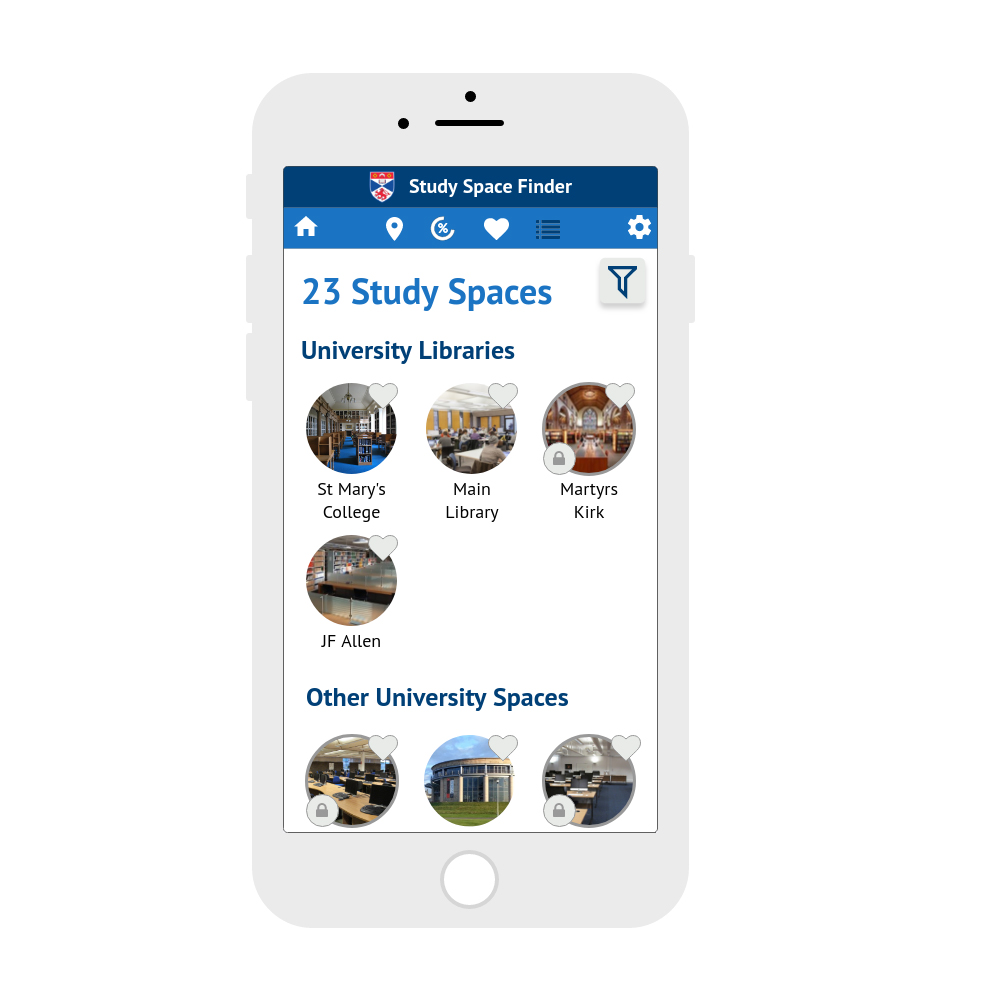 Study Space Finder
%
23 Study Spaces
University Libraries
St Mary's College
Main Library
Martyrs Kirk
JF Allen
Other University Spaces